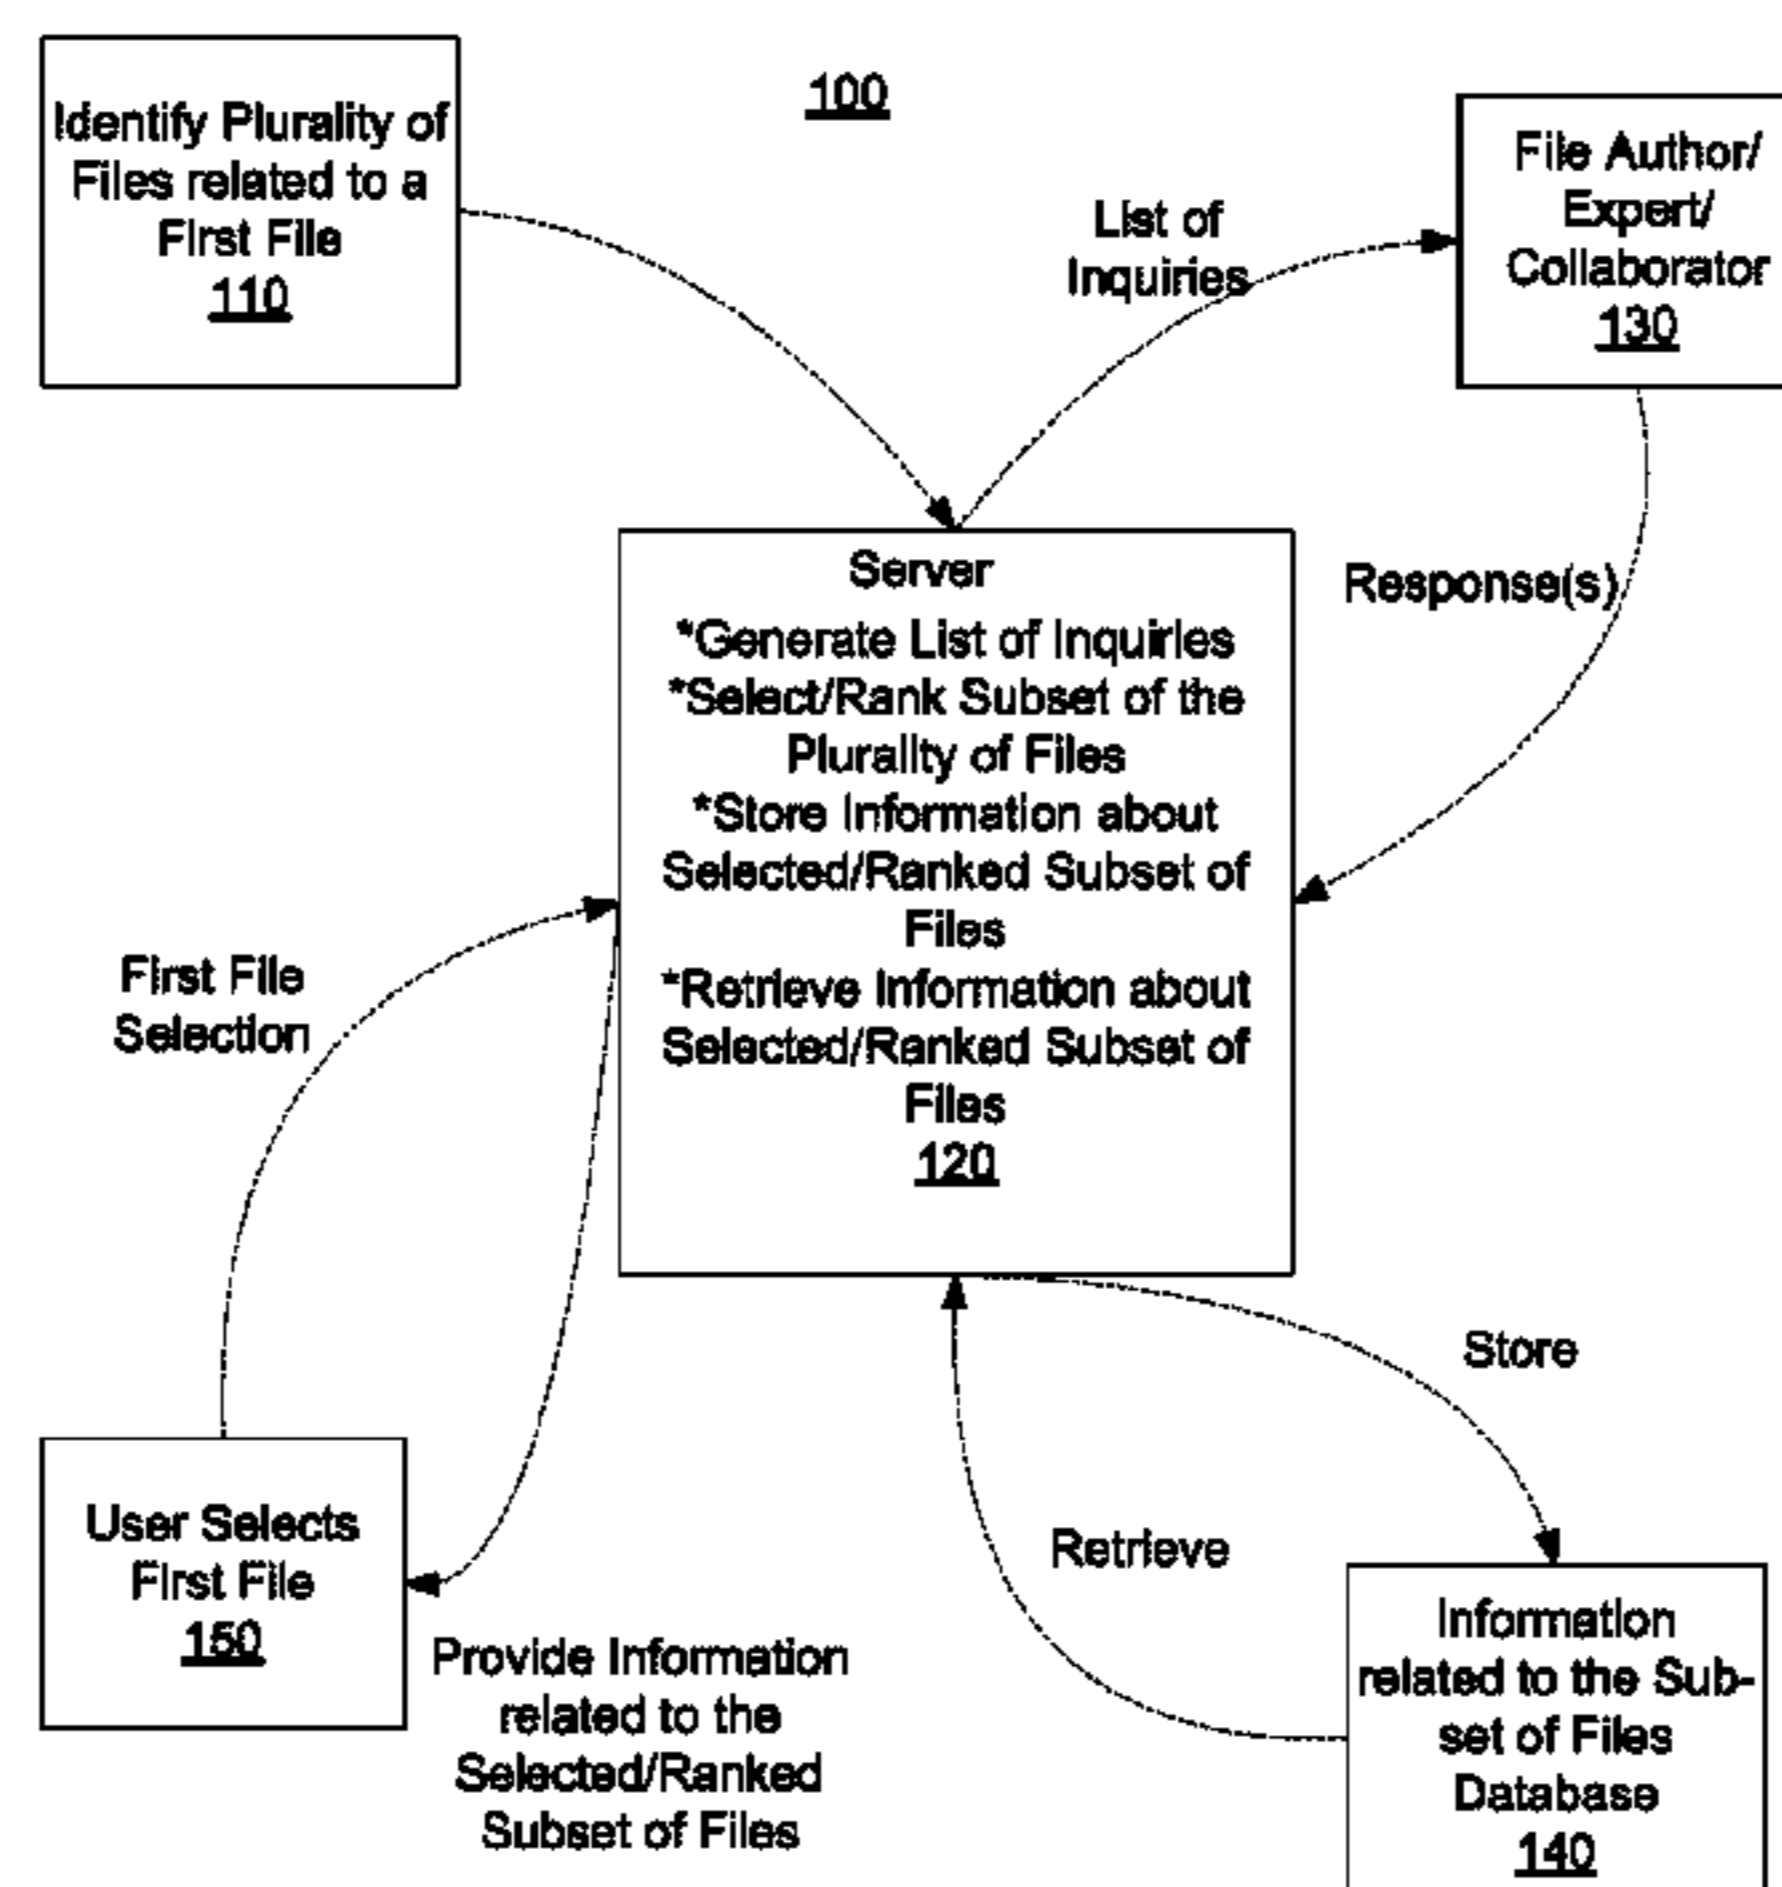 100
Identify Plurality of
Files related to a
First File
110
List of
Inquiries
File Author/
Expert/
Collaborator
130
Response(s)
Server
*Generate List of Inquiries
*Select/Rank Subset of the
Plurality of Files
*Store Information about
Selected/Ranked Subset of
Files
*Retrieve Information about
Selected/Ranked Subset of
Files
120
First File
Selection
User Selects
First File
150
Provide Information
related to the
Selected/Ranked
Subset of Files
Store
Retrieve
Information
related to the Sub-
set of Files
Database
140